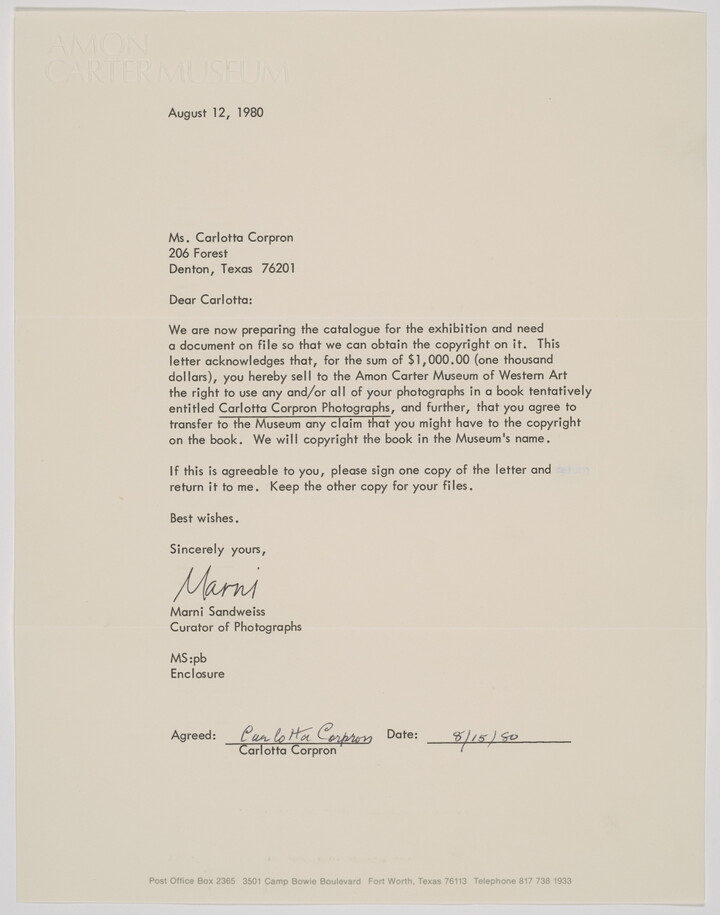 AMON
CARTER MUSEUM
August 12, 1980
Ms. Carlotta Corpron
206 Forest
Denton, Texas 76201
Dear Carlotta:
We are now preparing the catalogue for the exhibition and need
a document on file so that we can obtain the copyright on it. This
letter acknowledges that, for the sum of $1,000.00 (one thousand
dollars), you hereby sell to the Amon Carter Museum of Western Art
the right to use any and/or all of your photographs in a book tentatively
entitled Carlotta Corpron Photographs, and further, that you agree to
transfer to the Museum any claim that you might have to the copyright
on the book. We will copyright the book in the Museum's name.
If this is agreeable to you, please sign one copy of the letter and
return it to me. Keep the other copy for your files.
Best wishes.
Sincerely yours,
Marni
Marni Sandweiss
Curator of Photographs
MS:pb
Enclosure
Agreed: Carlotta Corpron Date: 8/15/80
Carlotta Corpron
Post Office Box 2365 3501 Camp Bowie Boulevard Fort Worth, Texas 76113 Telephone 817 738 1933